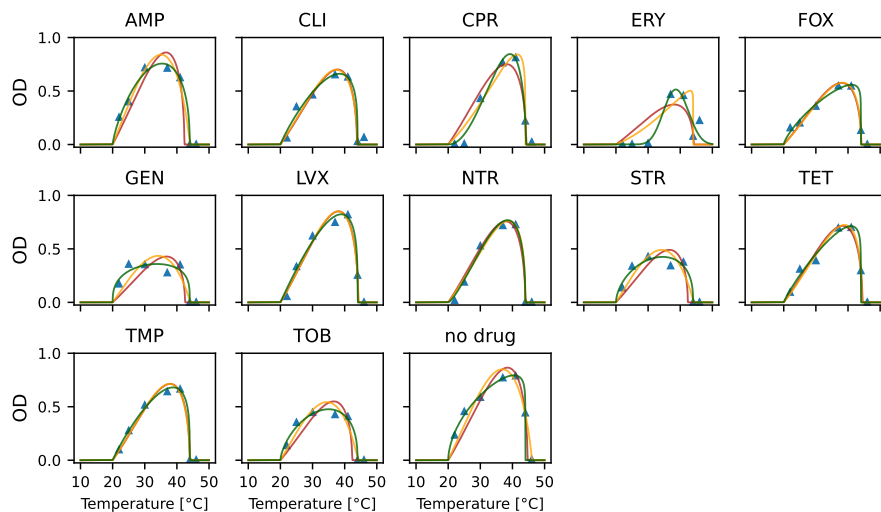 AMP CLI CPR ERY FOX
1.0
0.5
0.0
OD
GEN LVX NTR STR TET
1.0
0.5
0.0
OD
TMP TOB no drug
1.0
0.5
0.0
OD
10 20 30 40 50 10 20 30 40 50 10 20 30 40 50
Temperature [°C] Temperature [°C] Temperature [°C]